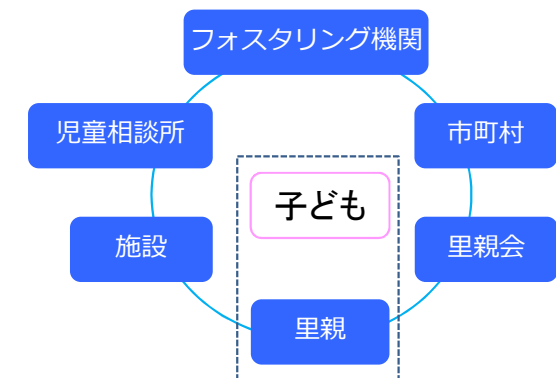 フォスタリング機関
児童相談所
市町村
子ども
施設
里親会
里親